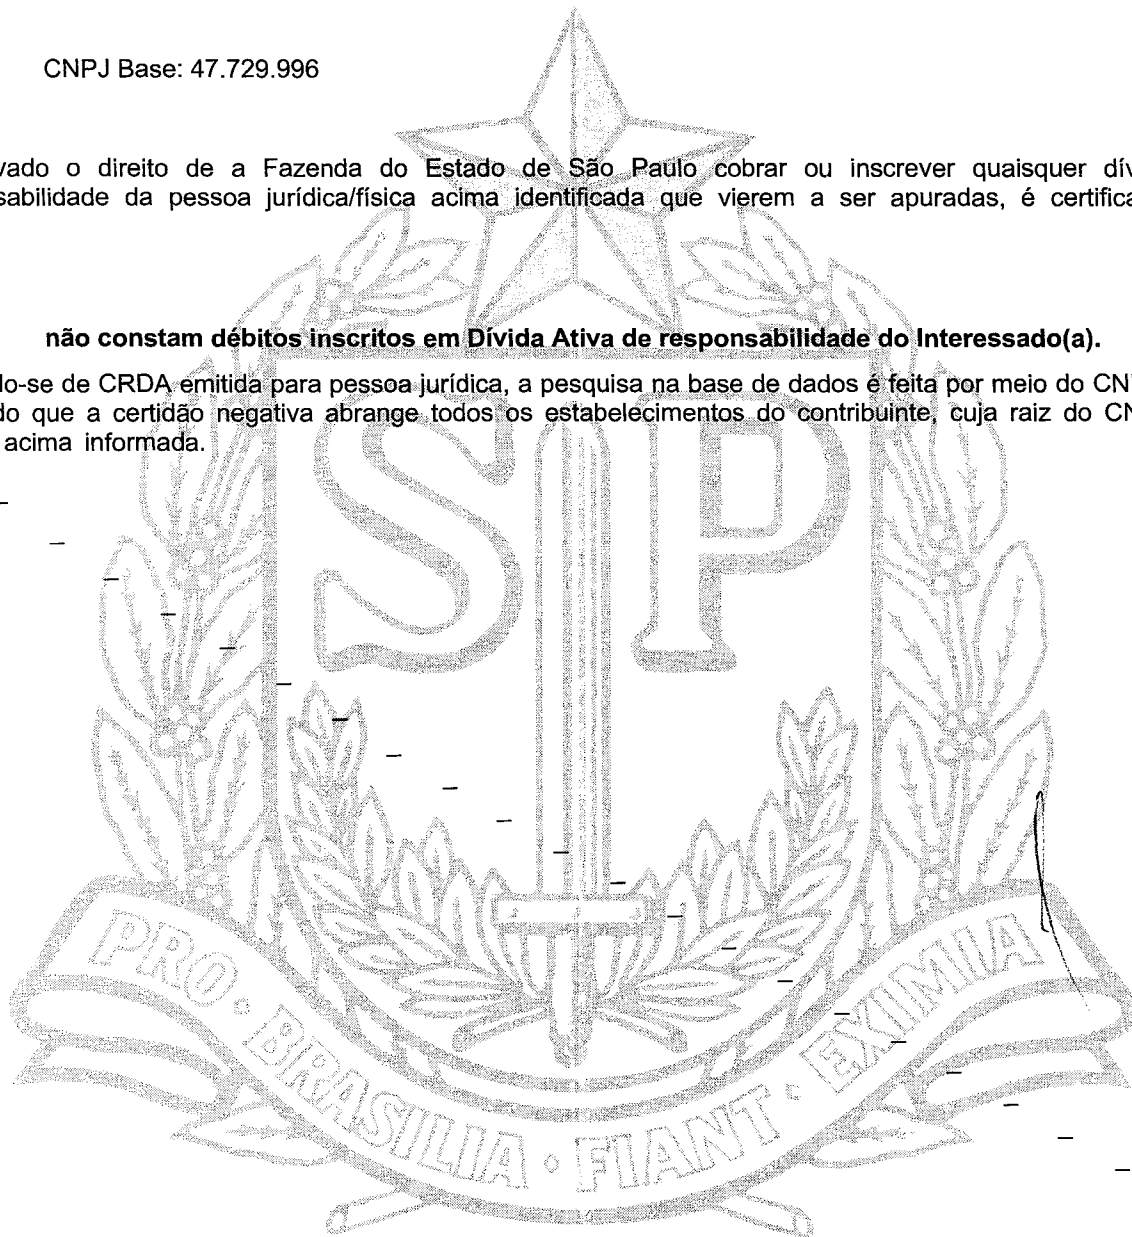 CNPJ Base: 47.729.996
vado o direito de a Fazenda do Estado de São Paulo cobrar ou inscrever quaisquer dív
sabilidade da pessoa jurídica/física acima identificada que vierem a ser apuradas, é certifica
não constam débitos inscritos em Dívida Ativa de responsabilidade do Interessado(a).
do-se de CRDA emitida para pessoa jurídica, a pesquisa na base de dados é feita por meio do CN
do que a certidão negativa abrange todos os estabelecimentos do contribuinte, cuja raiz do CN
acima informada.
SP
PRO · BRASILIA · FIANT · EXIMIA